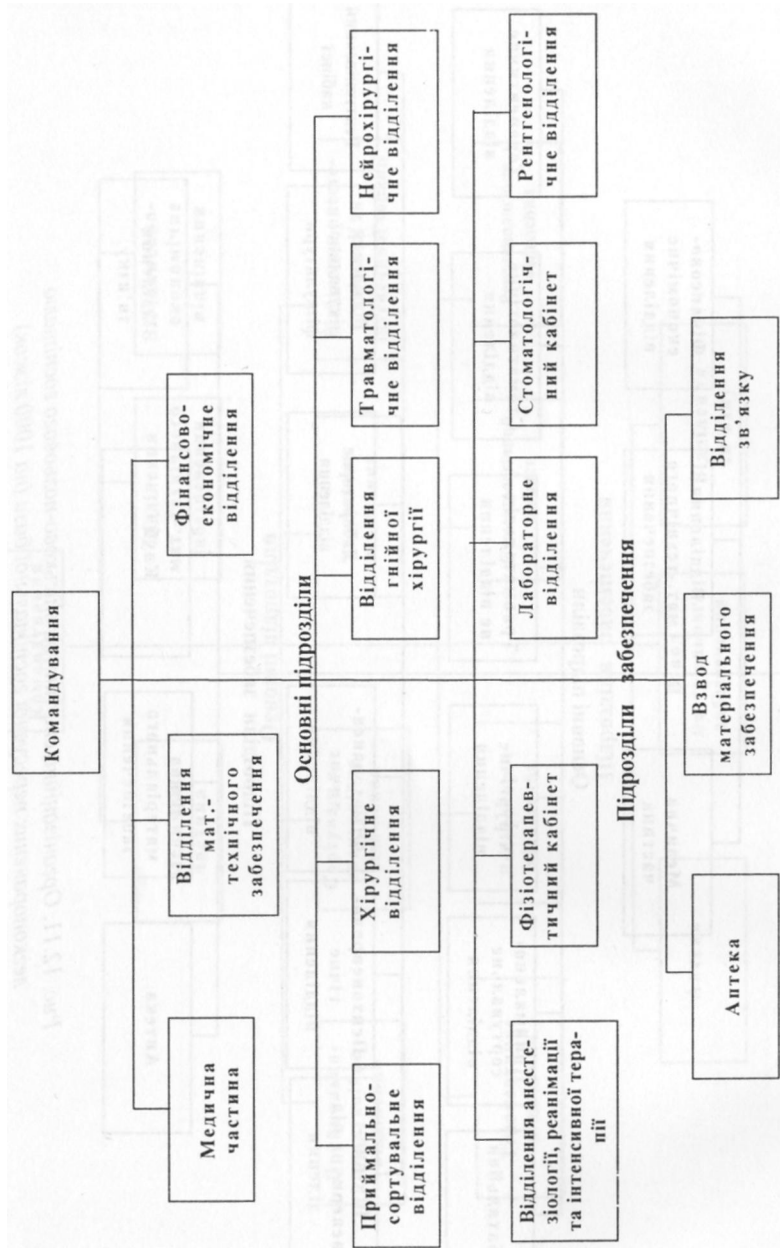 Командування
Медична
частина
Відділення
мат.-
технічного
забезпечення
Фінансово-
економічне
відділення
Основні підрозділи
Приймально-
сортувальне
відділення
Хірургічне
відділення
Відділення
гнійної
хірургії
Травматологі-
чне відділення
Нейрохірургі-
чне відділення
Відділення анесте-
зіології, реанімації
та інтенсивної тера-
пії
Фізіотерапев-
тичний кабінет
Лабораторне
відділення
Стоматологіч-
ний кабінет
Рентгенологі-
чне відділення
Підрозділи забезпечення
Аптека
Взвод
матеріального
забезпечення
Відділення
зв’язку